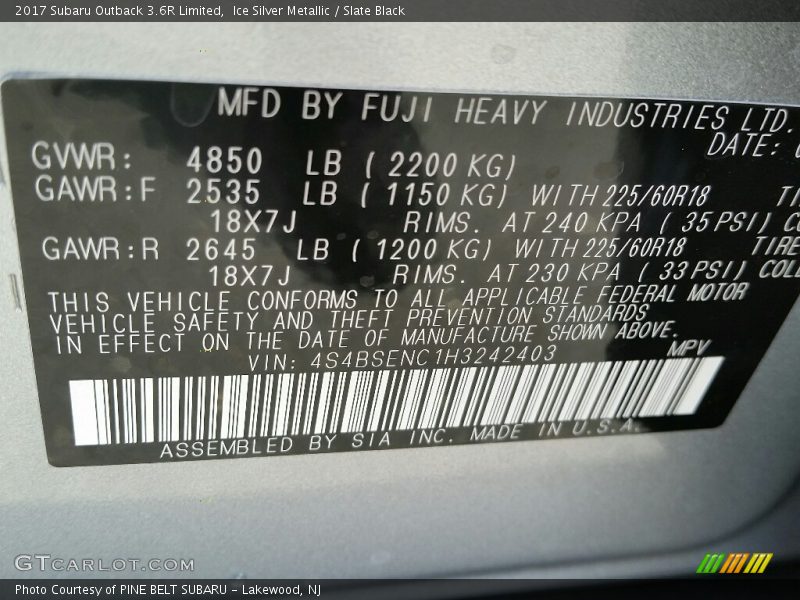 2017 Subaru Outback 3.6R Limited, Ice Silver Metallic / Slate Black
MFD BY FUJI HEAVY INDUSTRIES LTD.
DATE:
GVWR: 4850 LB (2200 KG)
GAWR:F 2535 LB (1150 KG) WITH 225/60R18
18X7J RIMS. AT 240 KPA (35 PSI)
GAWR:R 2645 LB (1200 KG) WITH 225/60R18 TIRE
18X7J RIMS. AT 230 KPA (33 PSI) COL
THIS VEHICLE CONFORMS TO ALL APPLICABLE FEDERAL MOTOR
VEHICLE SAFETY AND THEFT PREVENTION STANDARDS
IN EFFECT ON THE DATE OF MANUFACTURE SHOWN ABOVE.
VIN: 4S4BSENC1H3242403 MPV
ASSEMBLED BY SIA INC. MADE IN U.S.A.
GTCARLOT.COM
Photo Courtesy of PINE BELT SUBARU - Lakewood, NJ